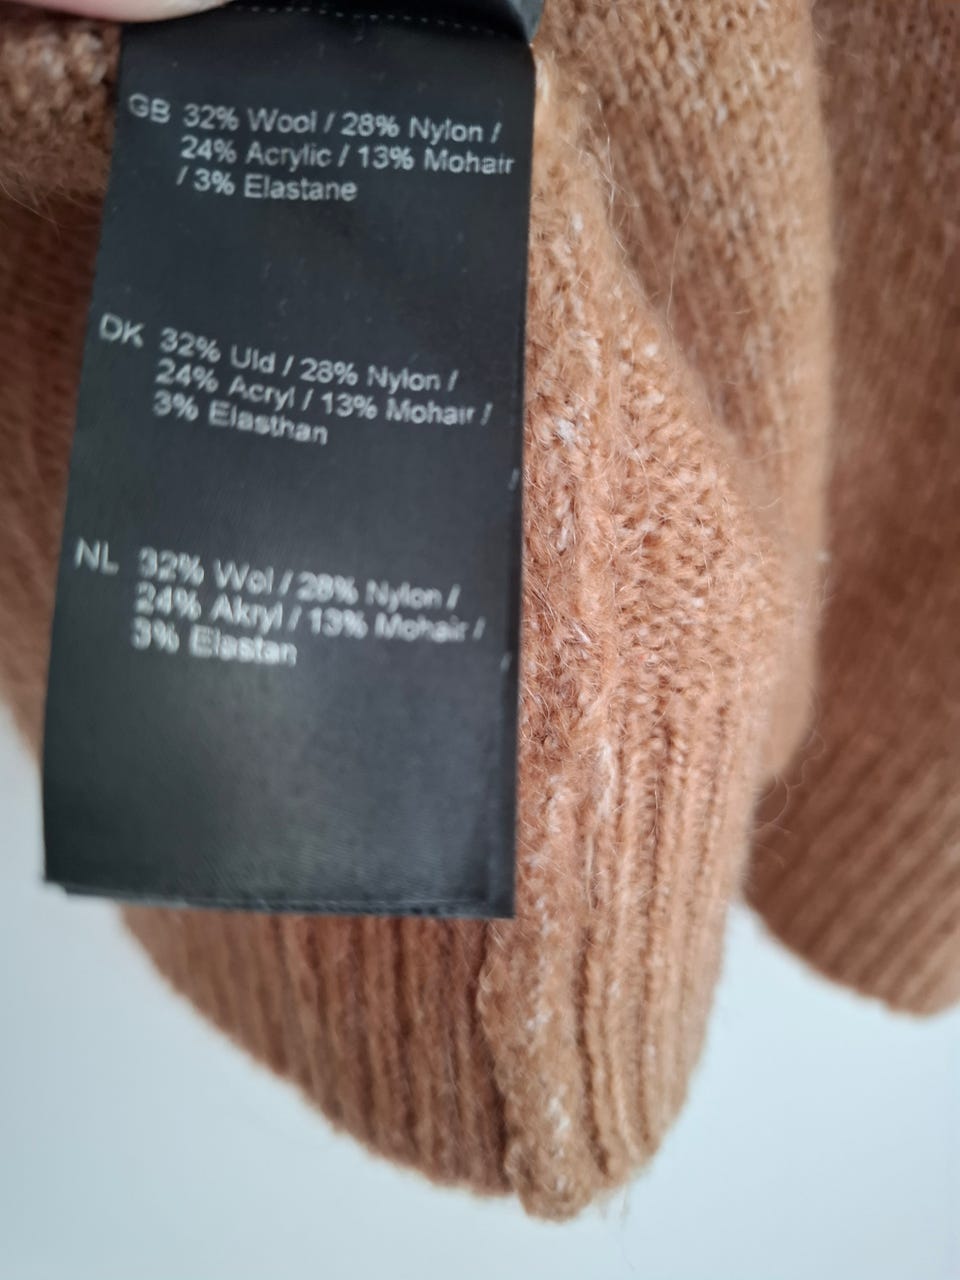 GB 32% Wool / 28% Nylon /
24% Acrylic / 13% Mohair
/ 3% Elastane
DK 32% Uld / 28% Nylon /
24% Acryl / 13% Mohair /
3% Elasthan
NL 32% Wol / 28% Nylon /
24% Akryl / 13% Mohair /
3% Elastan